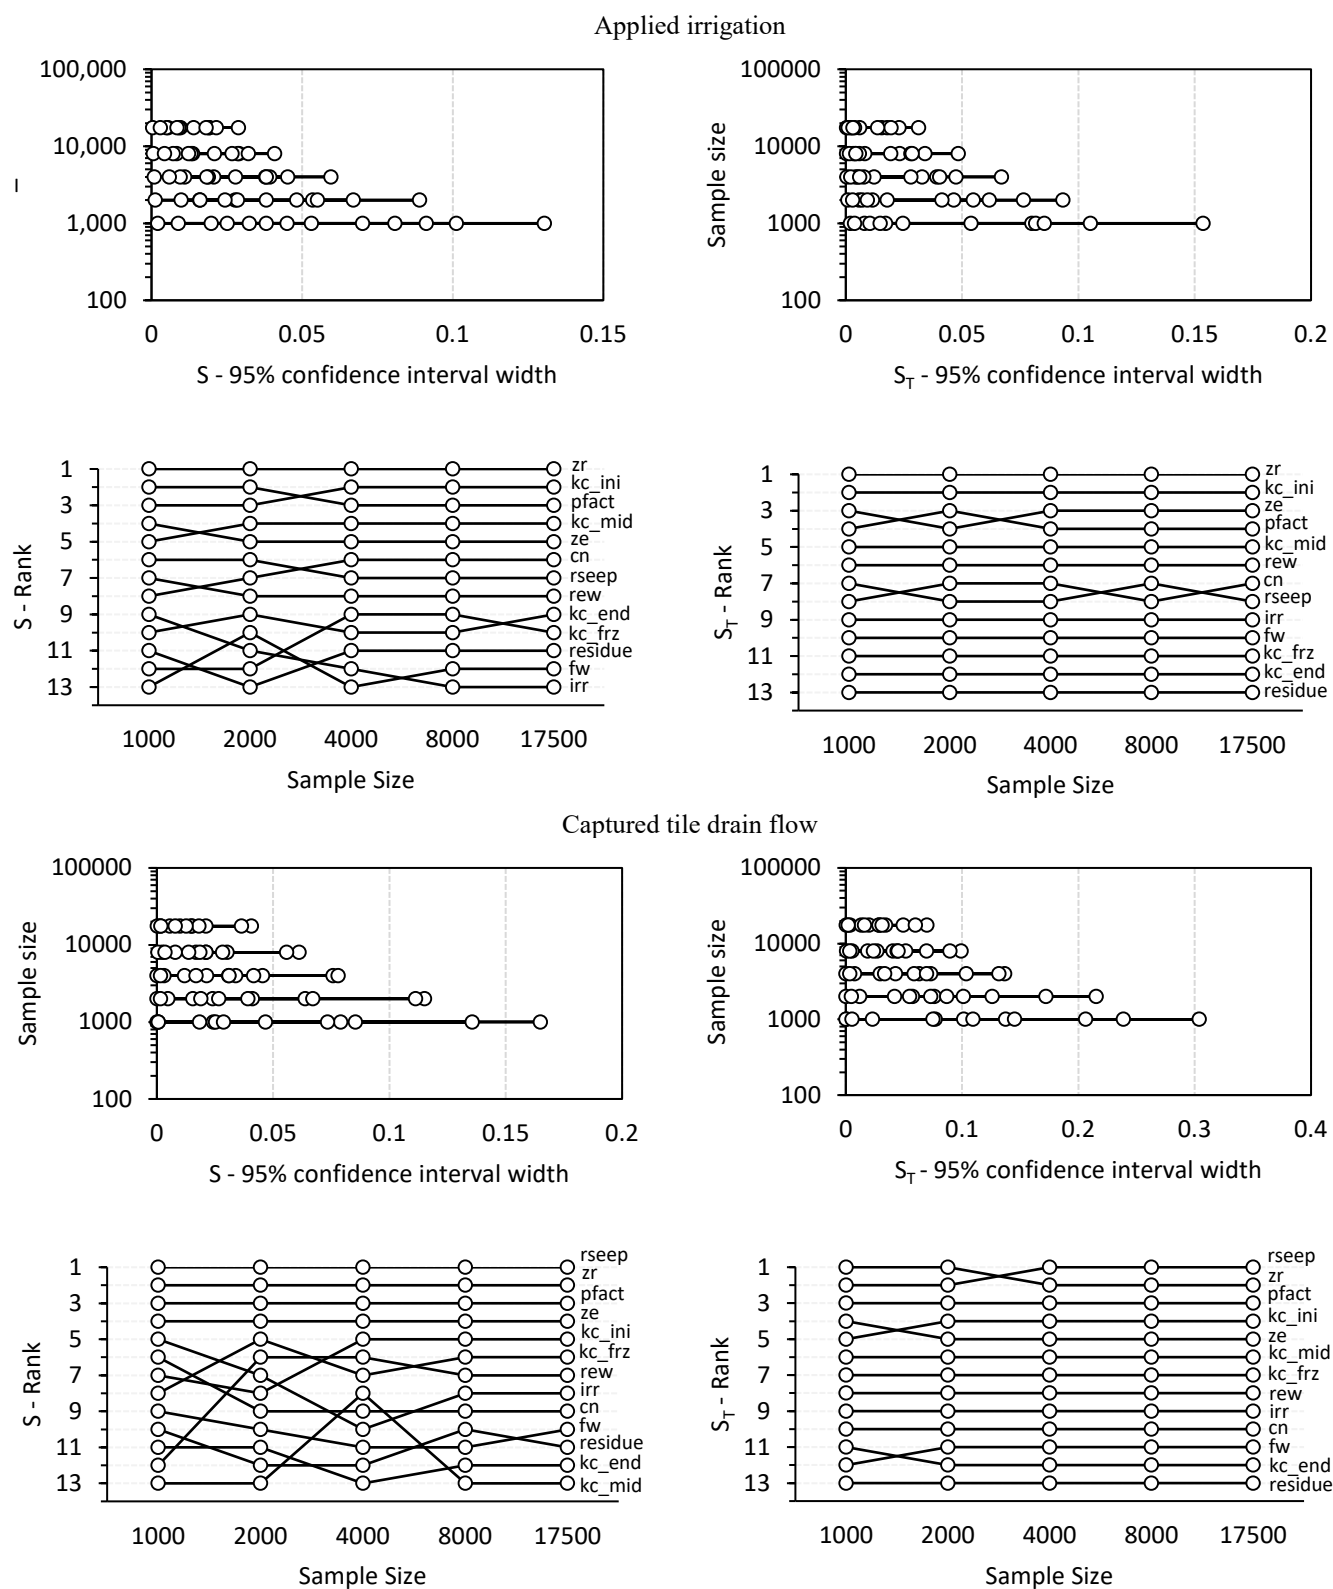 Applied irrigation
100,000
10,000
1,000
100
0 0.05 0.1 0.15
S - 95% confidence interval width
Sample size
100000
10000
1000
100
0 0.05 0.1 0.15 0.2
S_T - 95% confidence interval width
S - Rank
1
3
5
7
9
11
13
zr
kc_ini
pfact
kc_mid
ze
cn
rseep
rew
kc_end
kc_frz
residue
fw
irr
1000 2000 4000 8000 17500
Sample Size
S_T - Rank
1
3
5
7
9
11
13
zr
kc_ini
ze
pfact
kc_mid
rew
cn
rseep
irr
fw
kc_frz
kc_end
residue
1000 2000 4000 8000 17500
Sample Size
Captured tile drain flow
Sample size
100000
10000
1000
100
0 0.05 0.1 0.15 0.2
S - 95% confidence interval width
Sample size
100000
10000
1000
100
0 0.1 0.2 0.3 0.4
S_T - 95% confidence interval width
S - Rank
1
3
5
7
9
11
13
rseep
zr
pfact
ze
kc_ini
kc_frz
rew
irr
cn
fw
residue
kc_end
kc_mid
1000 2000 4000 8000 17500
Sample Size
S_T - Rank
1
3
5
7
9
11
13
rseep
zr
pfact
kc_ini
ze
kc_mid
kc_frz
rew
irr
cn
fw
kc_end
residue
1000 2000 4000 8000 17500
Sample Size